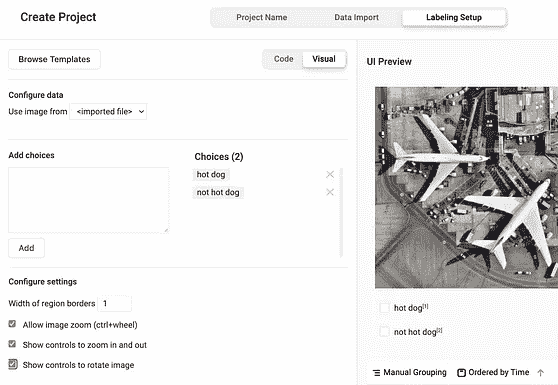 Create Project
Project Name
Data Import
Labeling Setup
Browse Templates
Code
Visual
UI Preview
Configure data
Use image from <imported file>
Add choices
Choices (2)
hot dog
not hot dog
Add
Configure settings
Width of region borders 1
Allow image zoom (ctrl+wheel)
Show controls to zoom in and out
Show controls to rotate image
hot dog[1]
not hot dog[2]
Manual Grouping
Ordered by Time